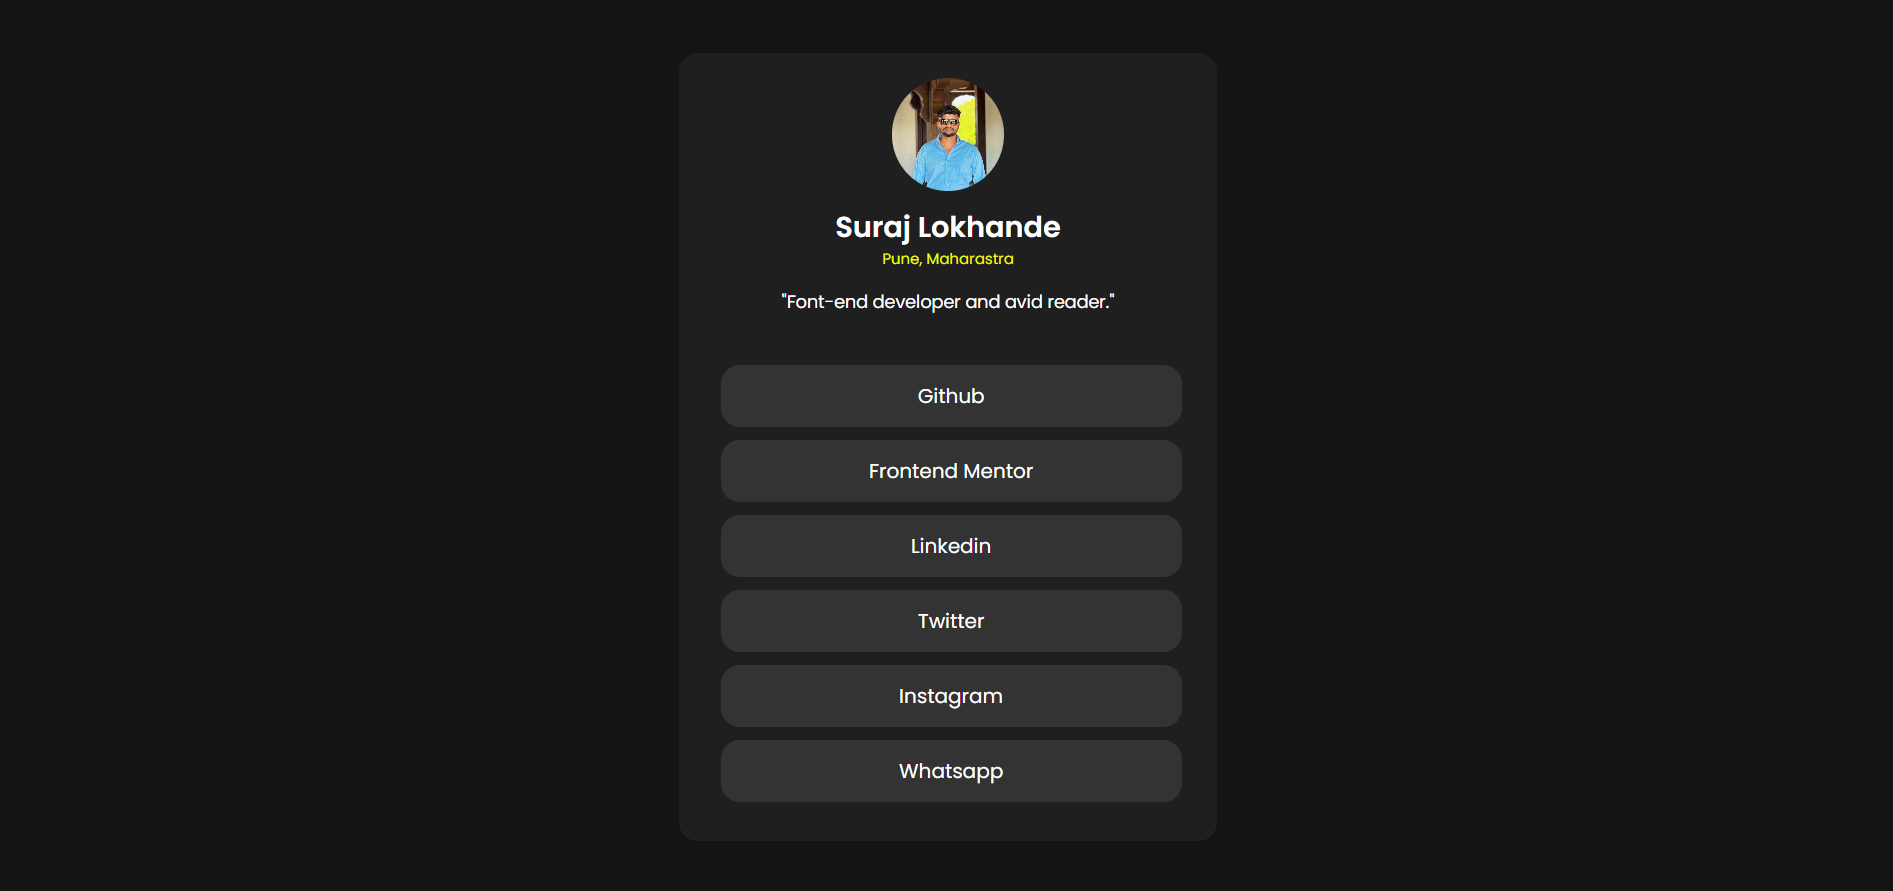 Suraj Lokhande
Pune, Maharastra
"Font-end developer and avid reader."
Github
Frontend Mentor
Linkedin
Twitter
Instagram
Whatsapp